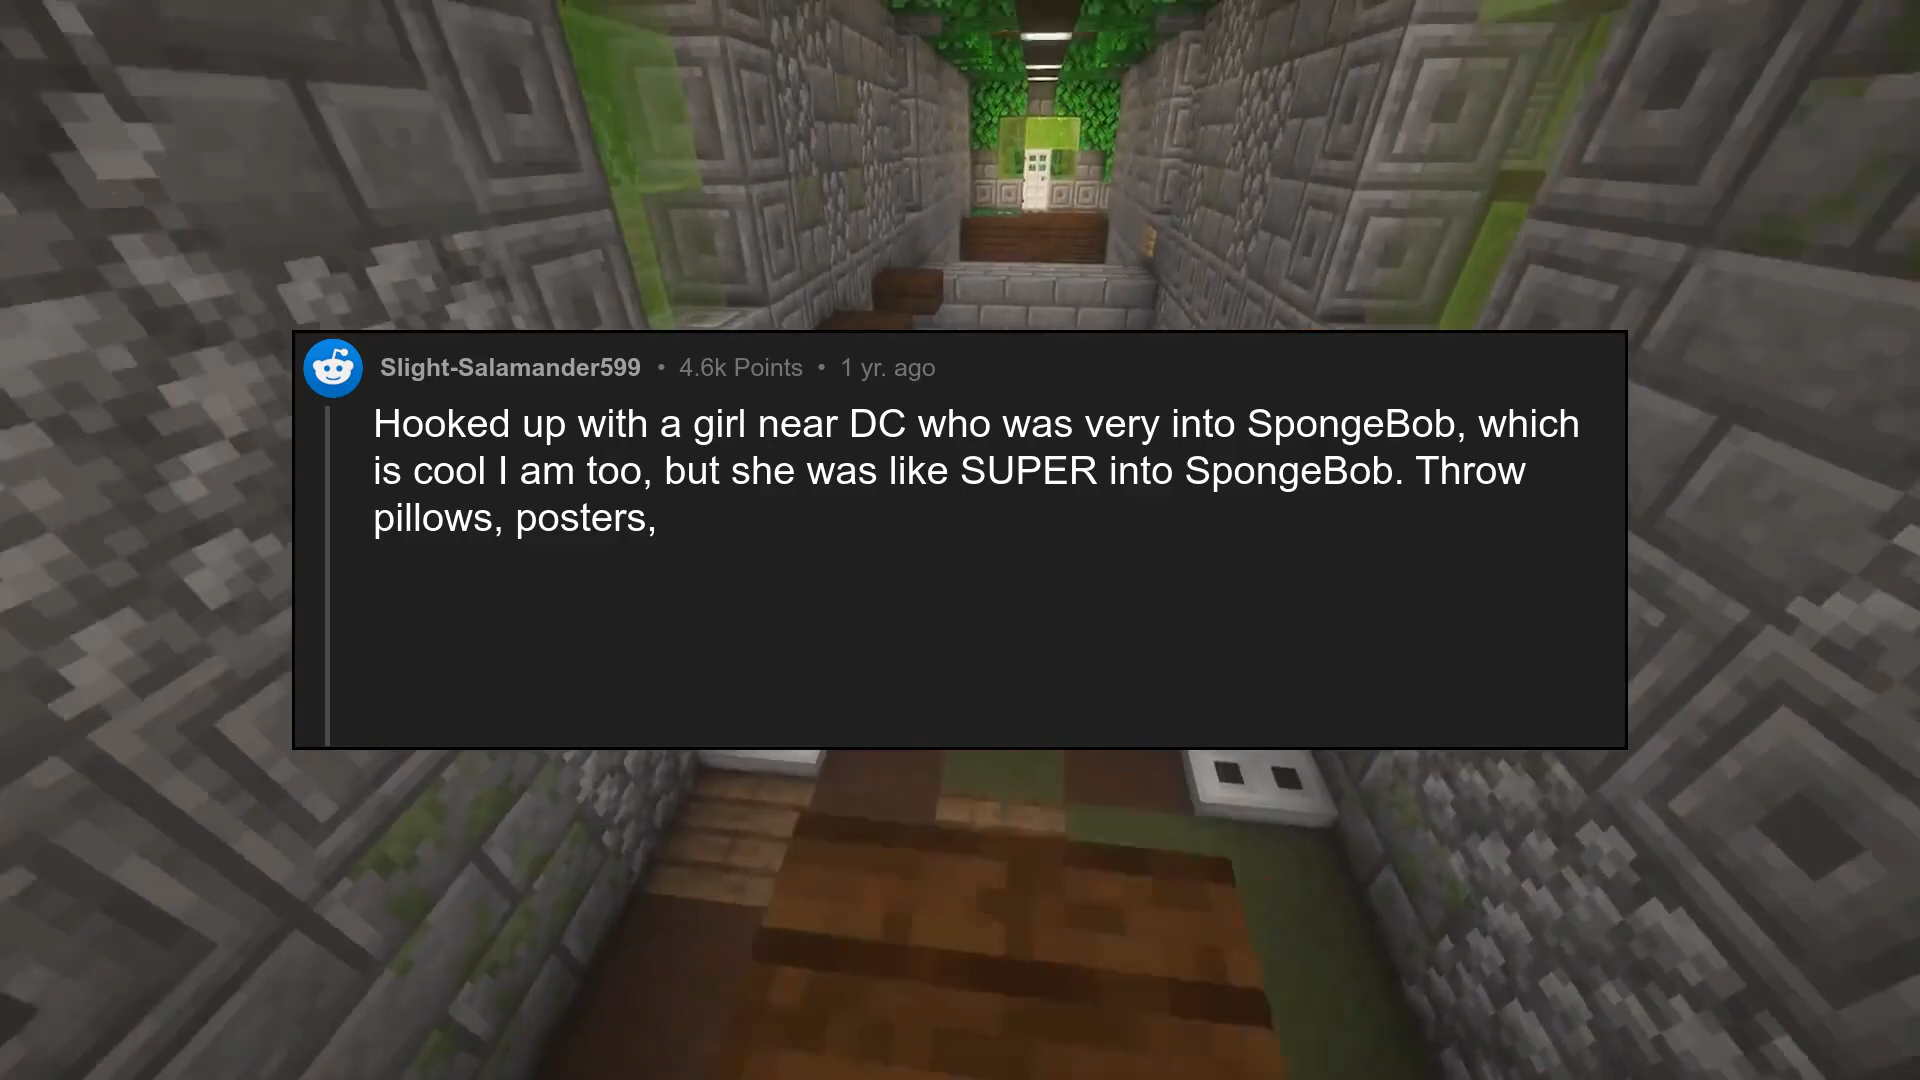 Slight-Salamander599 • 4.6k Points • 1 yr. ago
Hooked up with a girl near DC who was very into SpongeBob, which
is cool I am too, but she was like SUPER into SpongeBob. Throw
pillows, posters,